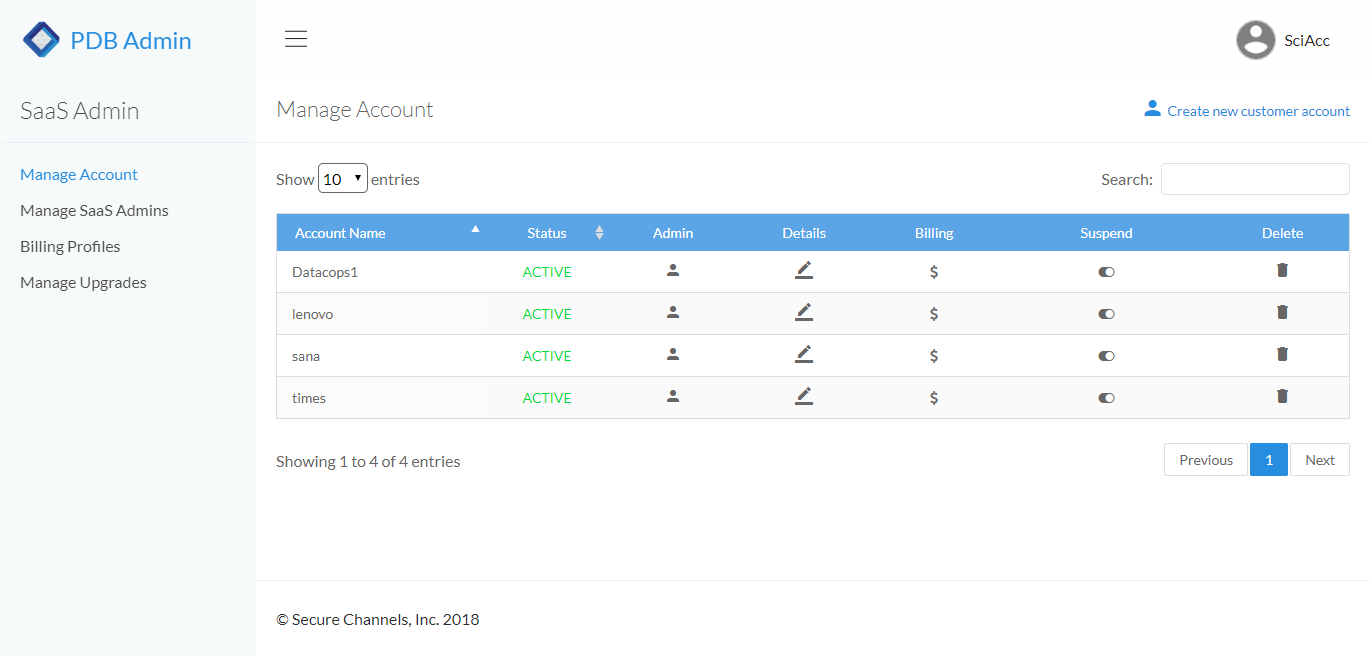 PDB Admin
SciAcc
SaaS Admin
Manage Account
Create new customer account
Manage Account
Manage SaaS Admins
Billing Profiles
Manage Upgrades
Show 10 entries
Search:
Account Name Status Admin Details Billing Suspend Delete
Datacops1 ACTIVE $
lenovo ACTIVE $
sana ACTIVE $
times ACTIVE $
Showing 1 to 4 of 4 entries
Previous 1 Next
© Secure Channels, Inc. 2018